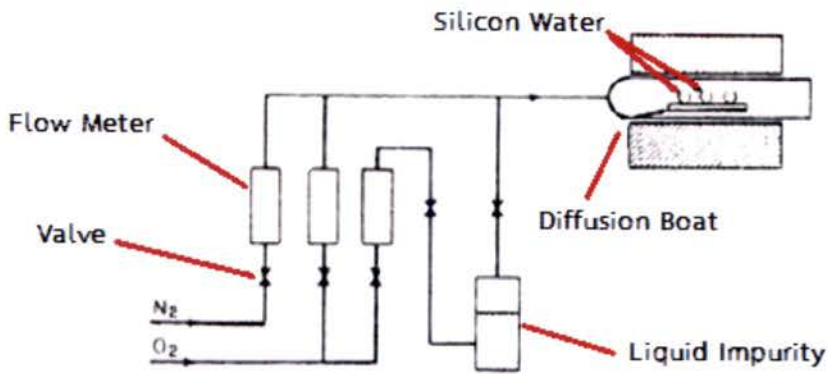 Silicon Water
Flow Meter
Valve
Diffusion Boat
N2
O2
Liquid Impurity